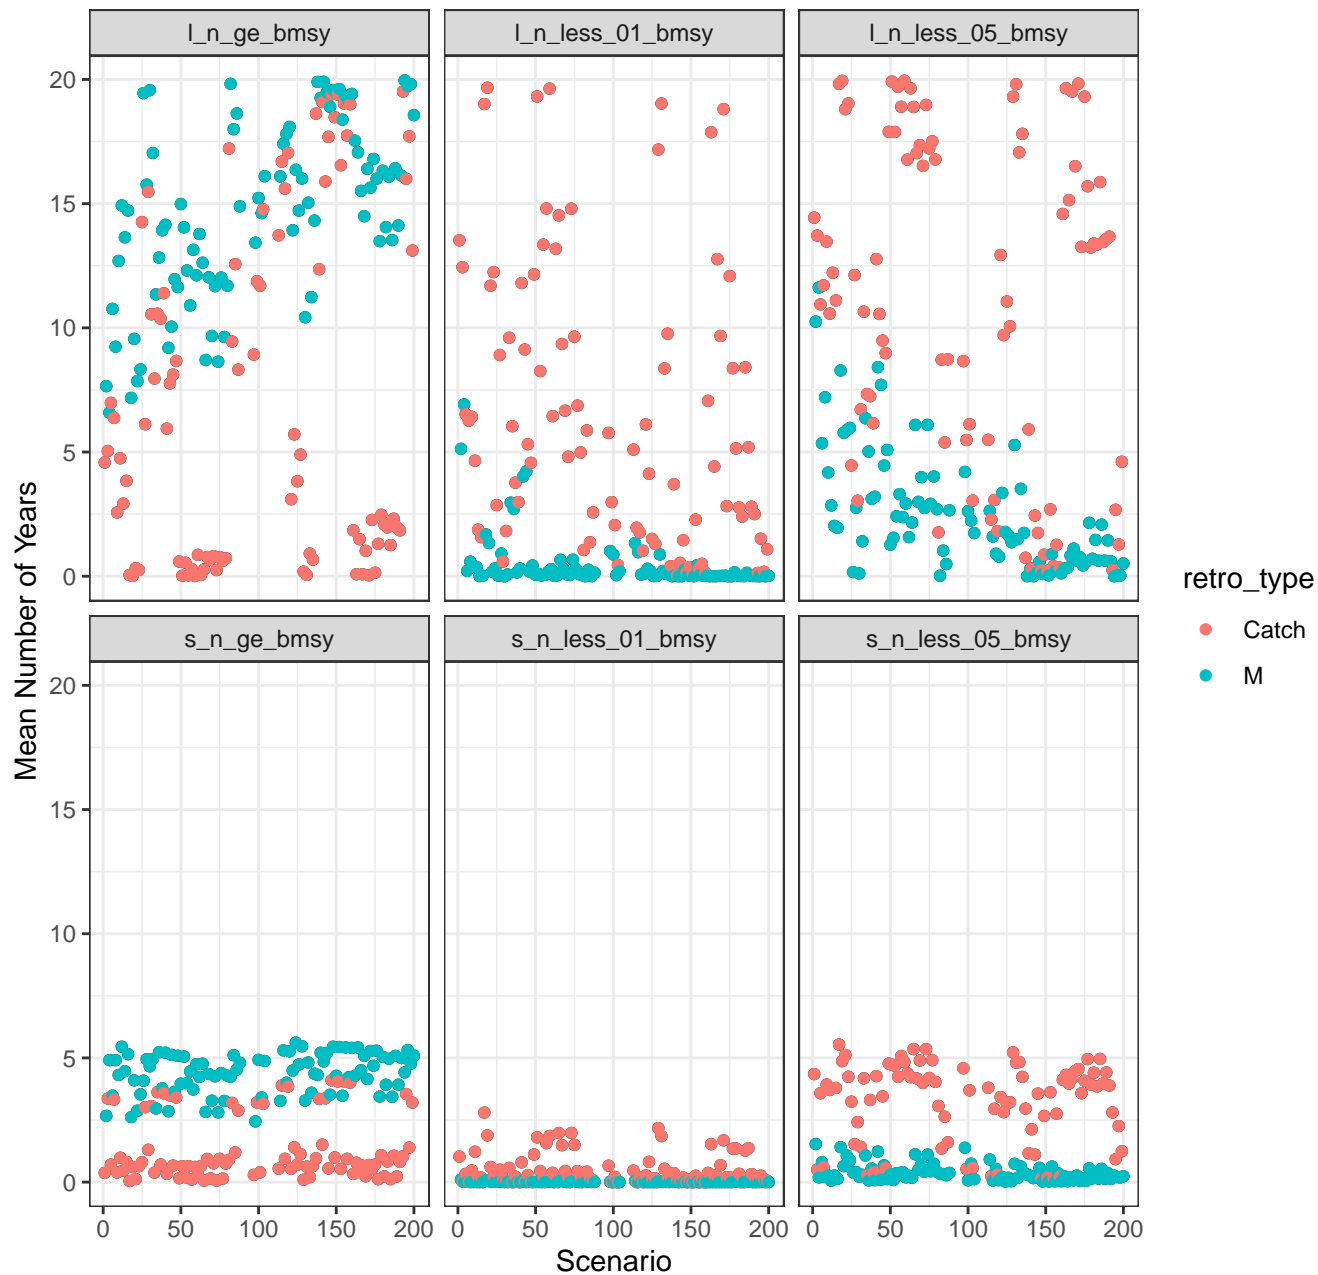 l_n_ge_bmsy
l_n_less_01_bmsy
l_n_less_05_bmsy
20
15
10
5
0
s_n_ge_bmsy
s_n_less_01_bmsy
s_n_less_05_bmsy
20
15
10
5
0
0 50 100 150 200
0 50 100 150 200
0 50 100 150 200
Scenario
Mean Number of Years
retro_type
Catch
M